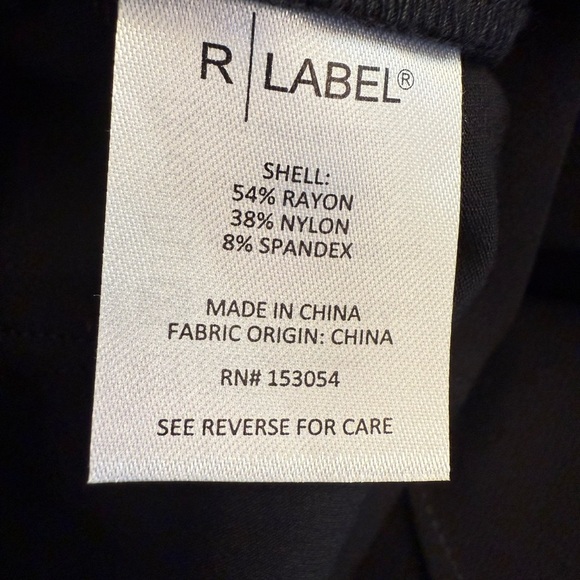 R|LABEL®
SHELL:
54% RAYON
38% NYLON
8% SPANDEX
MADE IN CHINA
FABRIC ORIGIN: CHINA
RN# 153054
SEE REVERSE FOR CARE